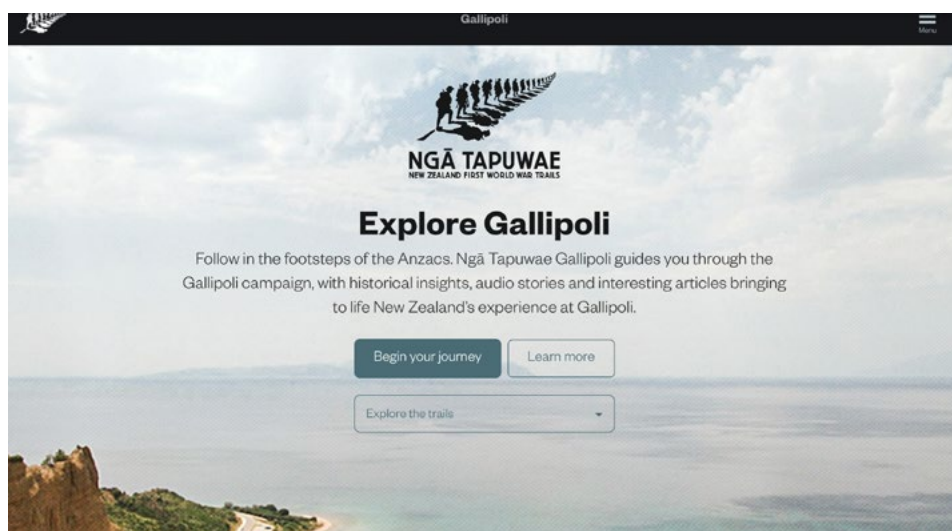 Gallipoli
Menu
NGĀ TAPUWAE
NEW ZEALAND FIRST WORLD WAR TRAILS
Explore Gallipoli
Follow in the footsteps of the Anzacs. Ngā Tapuwae Gallipoli guides you through the
Gallipoli campaign, with historical insights, audio stories and interesting articles bringing
to life New Zealand's experience at Gallipoli.
Begin your journey
Learn more
Explore the trails